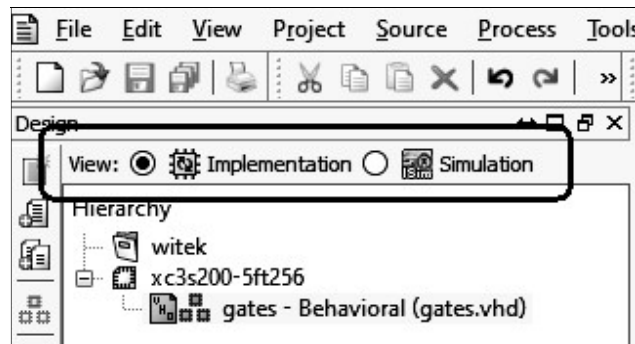 File Edit View Project Source Process Tools
»
Design
View: Implementation Simulation
Hierarchy
witek
xc3s200-5ft256
gates - Behavioral (gates.vhd)